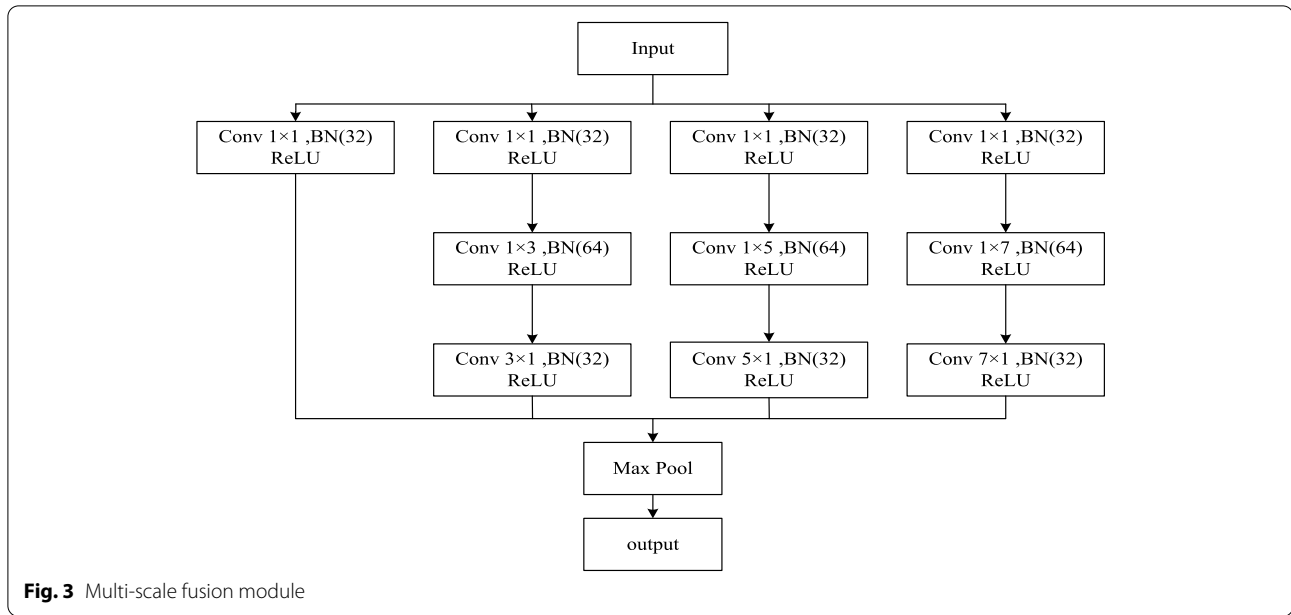 Input
Conv 1×1 ,BN(32)
ReLU
Conv 1×1 ,BN(32)
ReLU
Conv 1×1 ,BN(32)
ReLU
Conv 1×1 ,BN(32)
ReLU
Conv 1×3 ,BN(64)
ReLU
Conv 1×5 ,BN(64)
ReLU
Conv 1×7 ,BN(64)
ReLU
Conv 3×1 ,BN(32)
ReLU
Conv 5×1 ,BN(32)
ReLU
Conv 7×1 ,BN(32)
ReLU
Max Pool
output
Fig. 3 Multi-scale fusion module